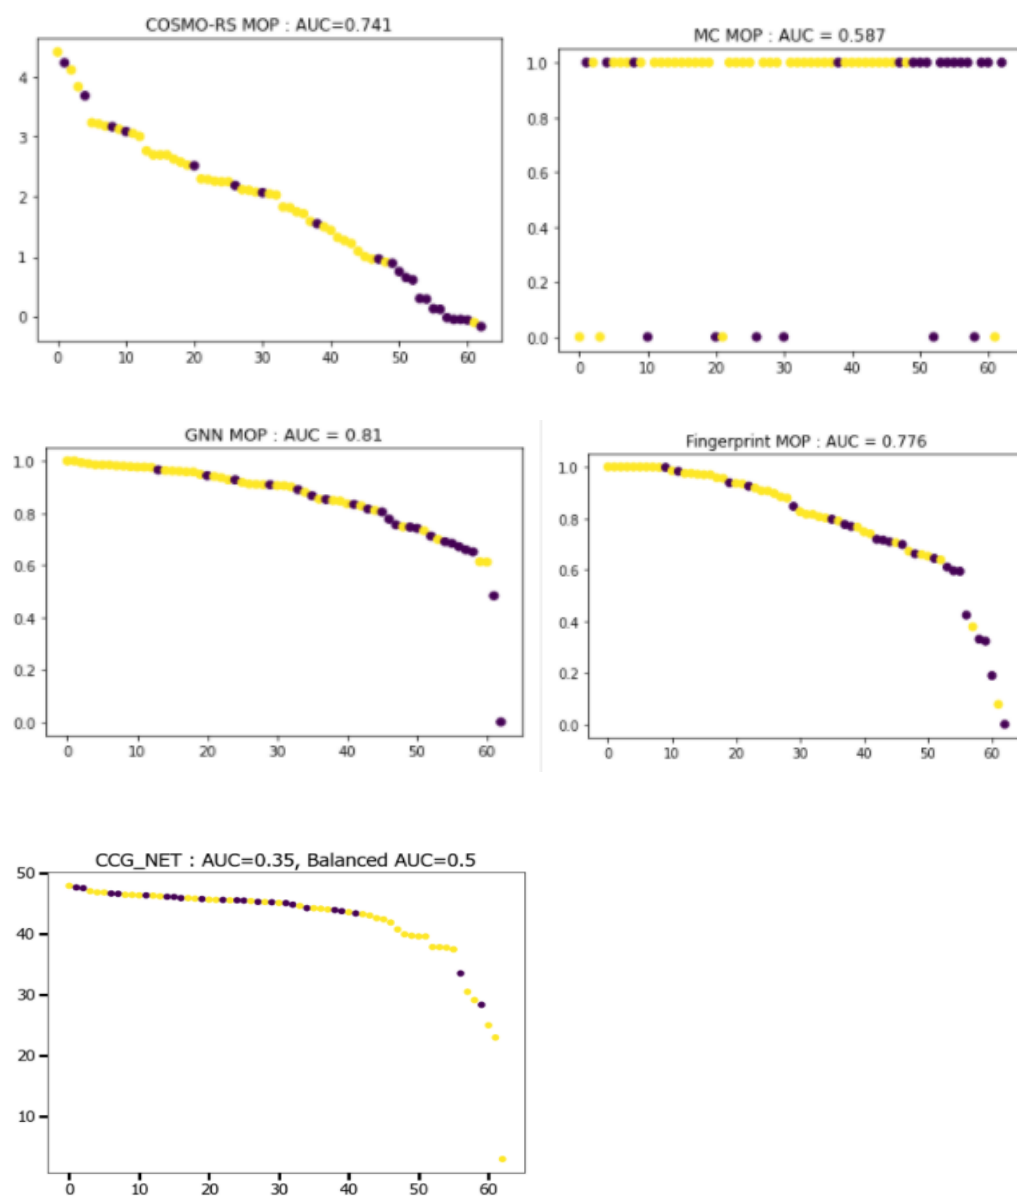 COSMO-RS MOP : AUC=0.741
4
3
2
1
0
0 10 20 30 40 50 60
MC MOP : AUC = 0.587
1.0
0.8
0.6
0.4
0.2
0.0
0 10 20 30 40 50 60
GNN MOP : AUC = 0.81
1.0
0.8
0.6
0.4
0.2
0.0
0 10 20 30 40 50 60
Fingerprint MOP : AUC = 0.776
1.0
0.8
0.6
0.4
0.2
0.0
0 10 20 30 40 50 60
CCG_NET : AUC=0.35, Balanced AUC=0.5
50
40
30
20
10
0 10 20 30 40 50 60